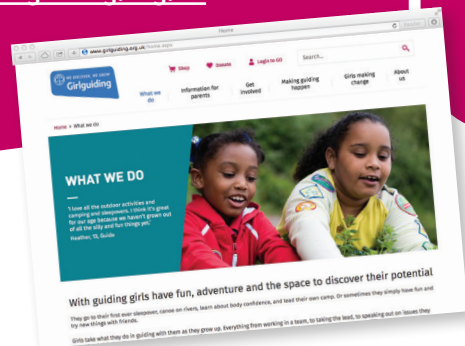 Home
www.girlguiding.org.uk/home.aspx
WE DISCOVER, WE GROW
Girlguiding
Shop
Donate
Login to GO
Search...
What we do
Information for parents
Get involved
Making guiding happen
Girls making change
About us
Home > What we do
WHAT WE DO
'I love all the outdoor activities and
camping and sleepovers. I think it's great
for our age because we haven't grown out
of all the silly and fun things yet.'
Heather, 13, Guide
With guiding girls have fun, adventure and the space to discover their potential
They go to their first ever sleepover, canoe on rivers, learn about body confidence, and lead their own camp. Or sometimes they simply have fun and
try new things with friends.
Girls take what they do in guiding with them as they grow up. Everything from working in a team, to taking the lead, to speaking out on issues they